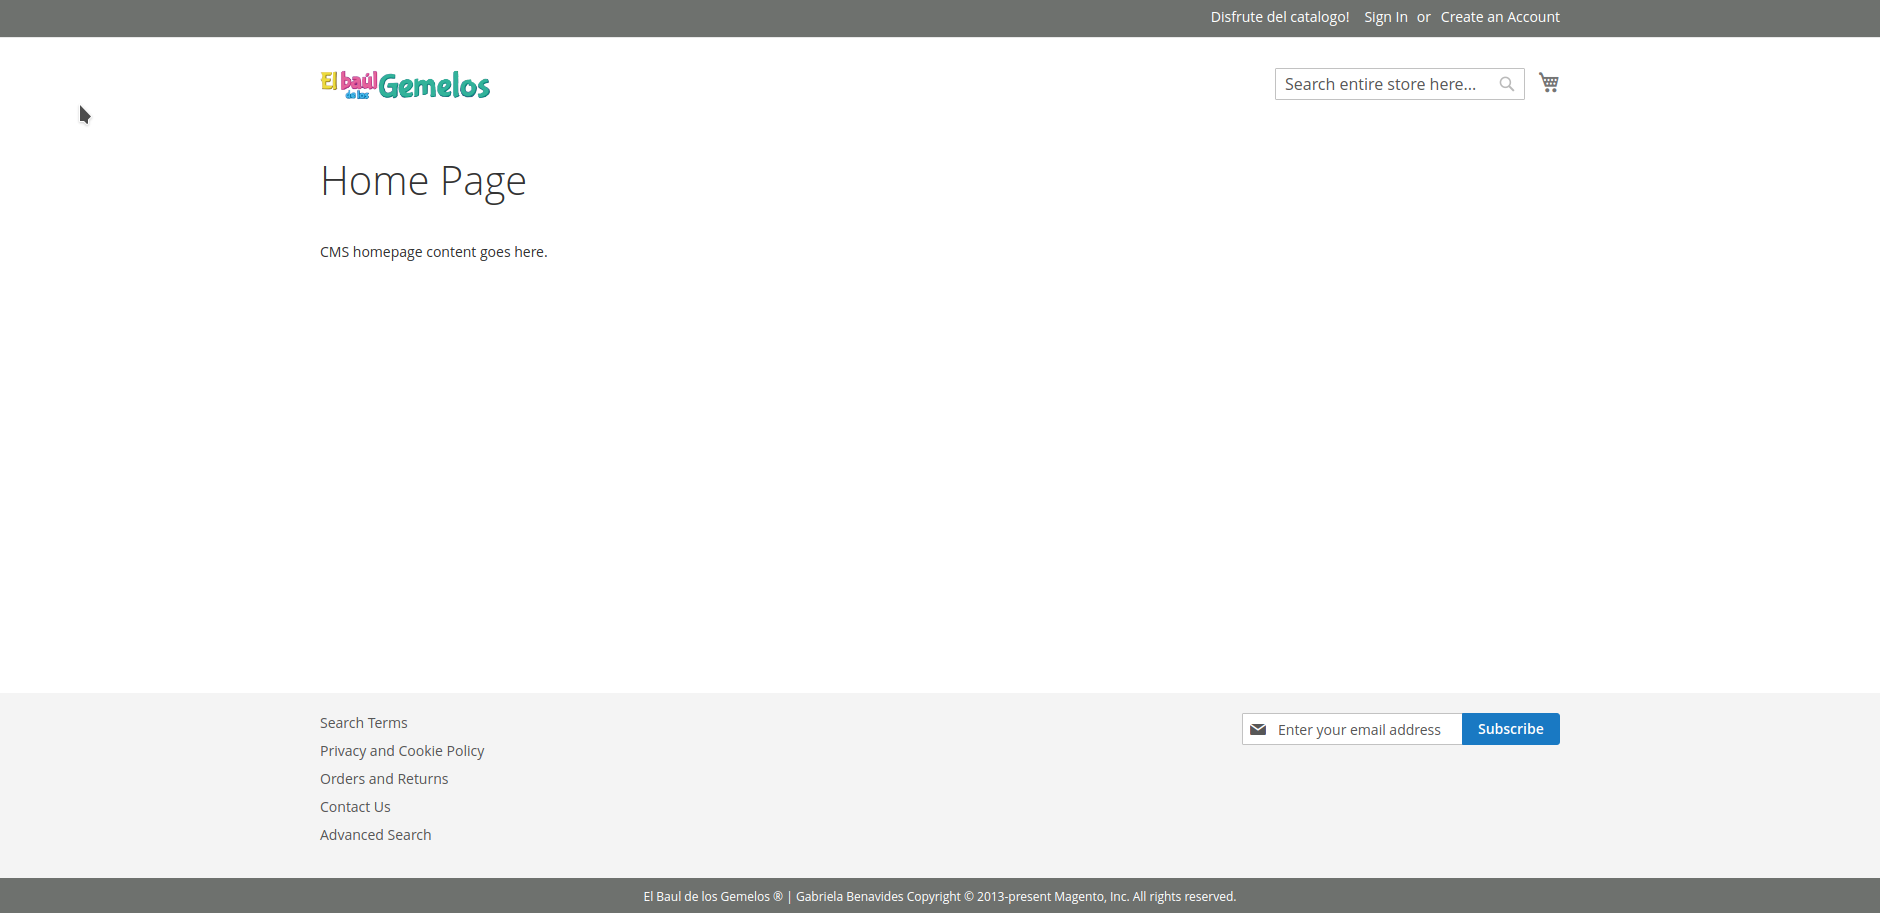 Disfrute del catalogo! Sign In or Create an Account
El baúl de los Gemelos
Search entire store here...
Home Page
CMS homepage content goes here.
Search Terms
Privacy and Cookie Policy
Orders and Returns
Contact Us
Advanced Search
Enter your email address
Subscribe
El Baul de los Gemelos ® | Gabriela Benavides Copyright © 2013-present Magento, Inc. All rights reserved.